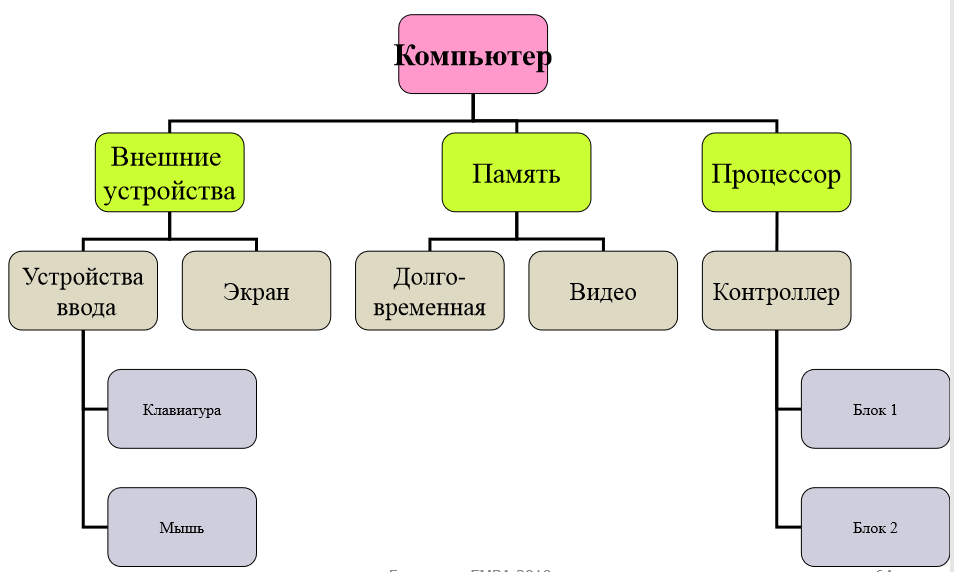 Компьютер
Внешние
устройства
Память
Процессор
Устройства
ввода
Экран
Долго-
временная
Видео
Контроллер
Клавиатура
Блок 1
Мышь
Блок 2